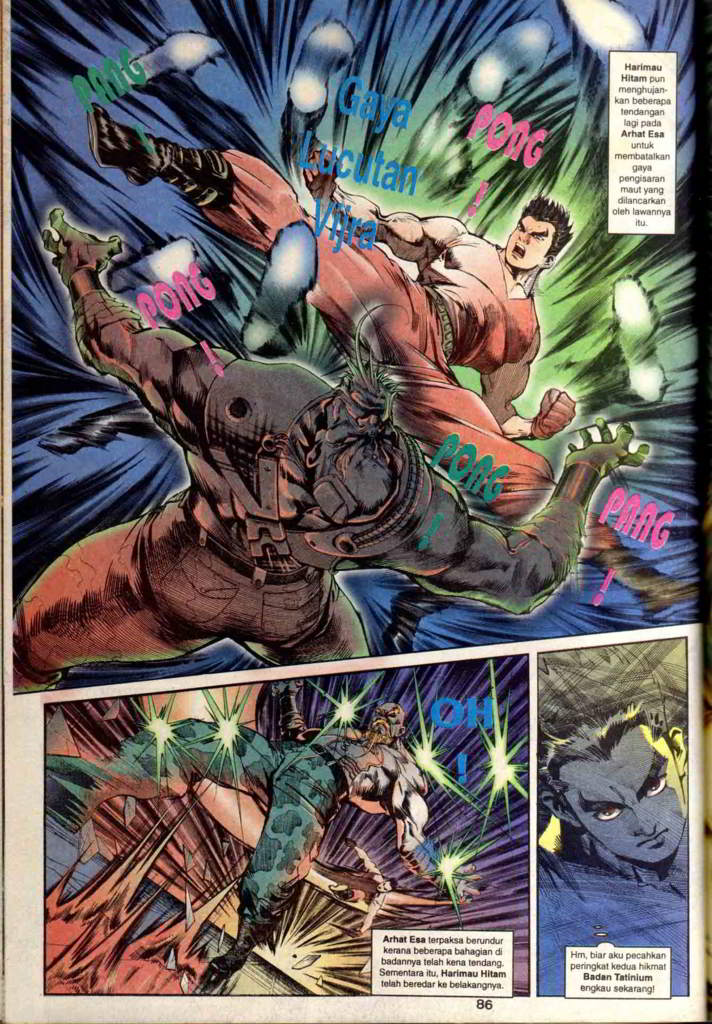 PANG
!
Gaya
Lucutan
Vijra
PONG
!
Harimau
Hitam pun
menghujan-
kan beberapa
tendangan
lagi pada
Arhat Esa
untuk
membatalkan
gaya
pengisaran
maut yang
dilancarkan
oleh lawannya
itu.
PONG
!
PONG
!
PANG
!
OH
!
Arhat Esa terpaksa berundur
kerana beberapa bahagian di
badannya telah kena tendang.
Sementara itu, Harimau Hitam
telah beredar ke belakangnya.
Hm, biar aku pecahkan
peringkat kedua hikmat
Badan Tatinium
engkau sekarang!
86